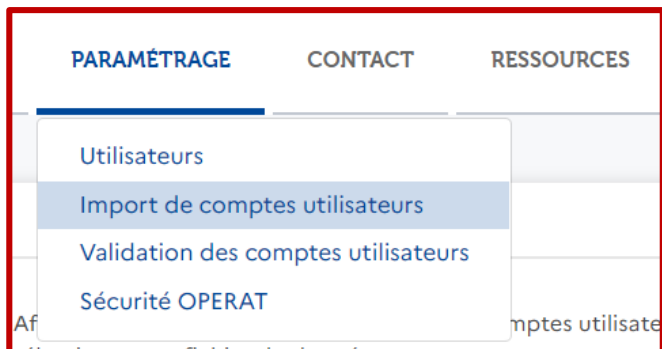 PARAMÉTRAGE CONTACT RESSOURCES
Utilisateurs
Import de comptes utilisateurs
Validation des comptes utilisateurs
Sécurité OPERAT
Af mptes utilisate